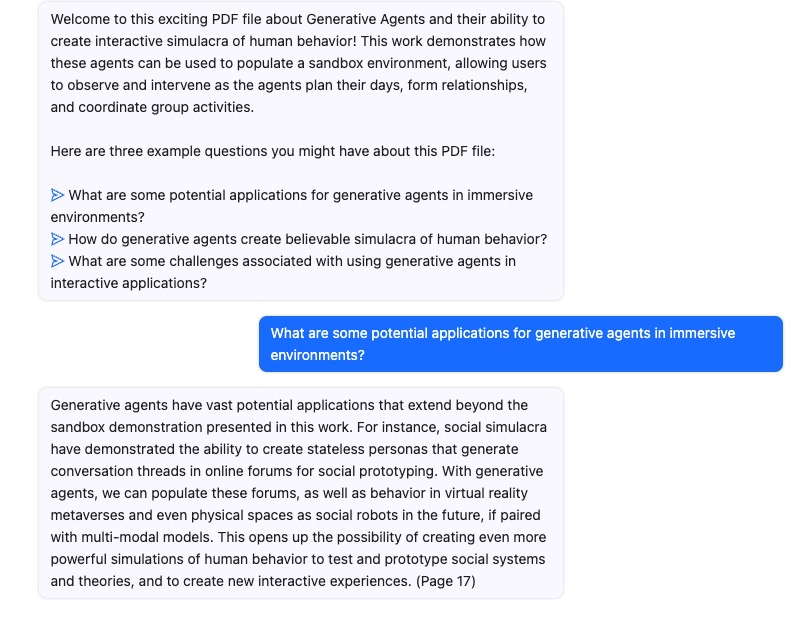 Welcome to this exciting PDF file about Generative Agents and their ability to
create interactive simulacra of human behavior! This work demonstrates how
these agents can be used to populate a sandbox environment, allowing users
to observe and intervene as the agents plan their days, form relationships,
and coordinate group activities.
Here are three example questions you might have about this PDF file:
What are some potential applications for generative agents in immersive
environments?
How do generative agents create believable simulacra of human behavior?
What are some challenges associated with using generative agents in
interactive applications?
What are some potential applications for generative agents in immersive
environments?
Generative agents have vast potential applications that extend beyond the
sandbox demonstration presented in this work. For instance, social simulacra
have demonstrated the ability to create stateless personas that generate
conversation threads in online forums for social prototyping. With generative
agents, we can populate these forums, as well as behavior in virtual reality
metaverses and even physical spaces as social robots in the future, if paired
with multi-modal models. This opens up the possibility of creating even more
powerful simulations of human behavior to test and prototype social systems
and theories, and to create new interactive experiences. (Page 17)